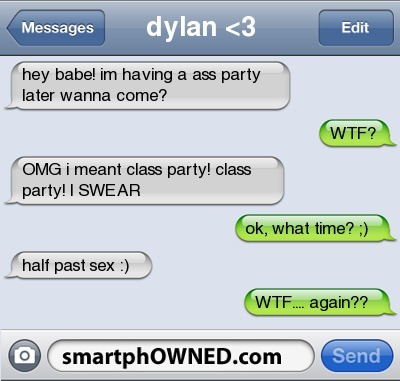 Messages
dylan <3
Edit
hey babe! im having a ass party
later wanna come?
WTF?
OMG i meant class party! class
party! I SWEAR
ok, what time? ;)
half past sex :)
WTF.... again??
smartphOWNED.com
Send